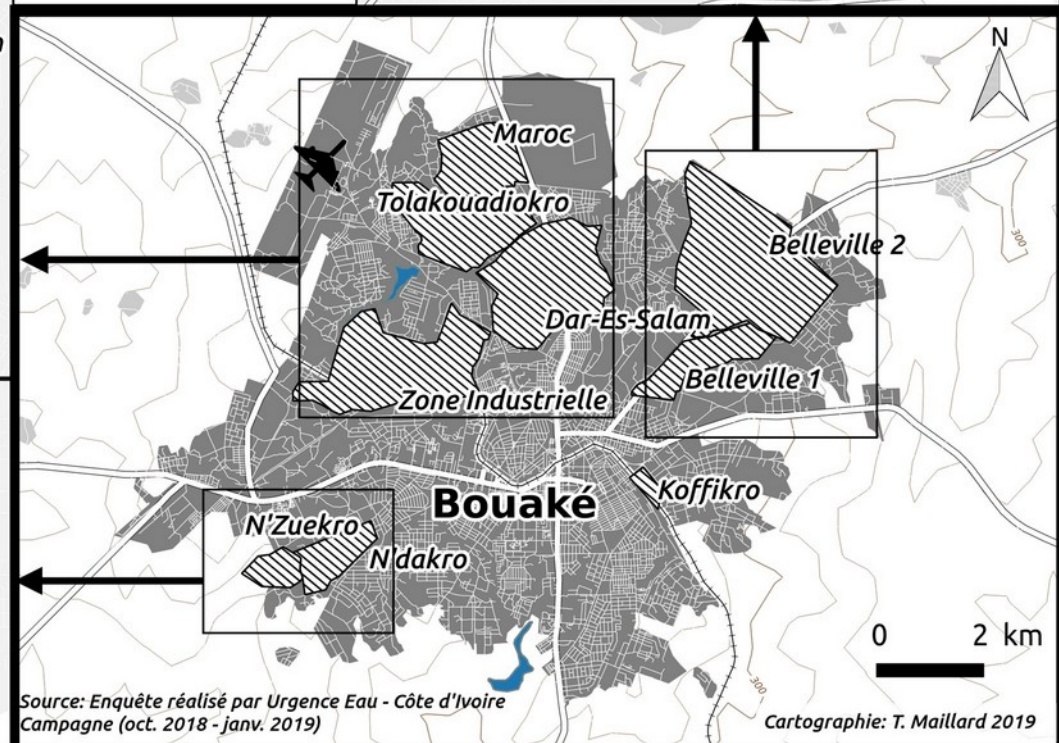 N
Maroc
Tolakouadiokro
Belleville 2
300
Dar-Es-Salam
Belleville 1
Zone Industrielle
Koffikro
Bouaké
N'Zuekro
N'dakro
0 2 km
300
Source: Enquête réalisé par Urgence Eau - Côte d'Ivoire
Campagne (oct. 2018 - janv. 2019)
Cartographie: T. Maillard 2019